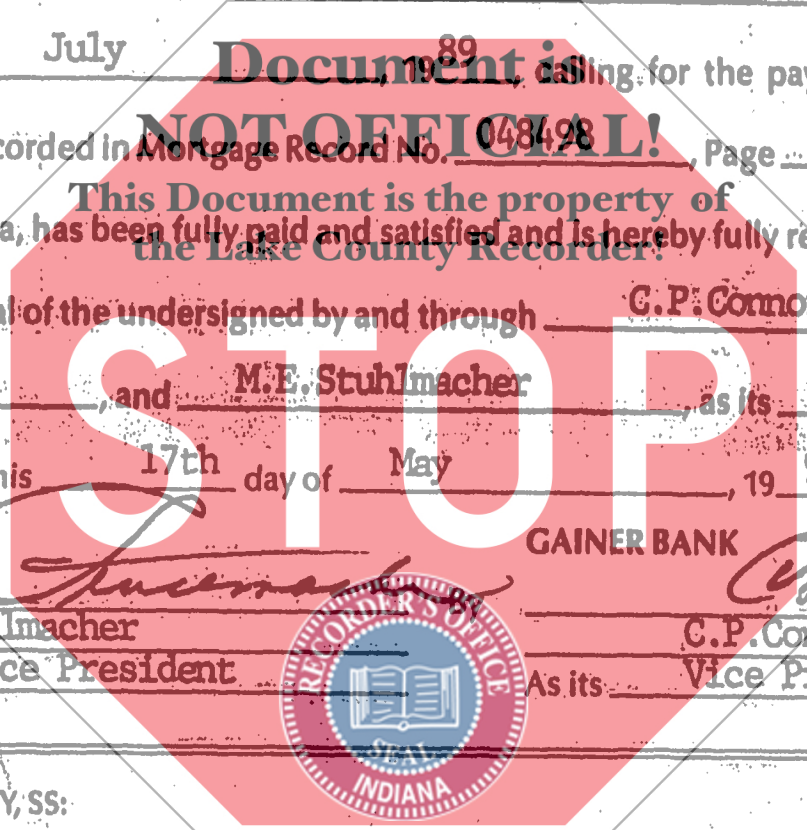 July , 1989 , calling for the pay
Document is
NOT OFFICIAL!
corded in Mortgage Record No. 048498 , Page
This Document is the property of
a, has been fully paid and satisfied and is hereby fully re
the Lake County Recorder!
al of the undersigned by and through C.P. Conno
STOP
, and M.E. Stuhlmacher , as its
his 17th day of May , 19
GAINER BANK
89
lmacher
C.P. Con
ce President
As its Vice P
RECORDER'S OFFICE
SEAL
INDIANA
Y, SS: